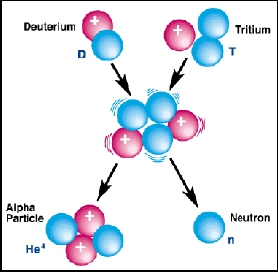 Deuterium
+
D
Tritium
+
T
+
+
Alpha
Particle
+
+
He⁴
Neutron
n